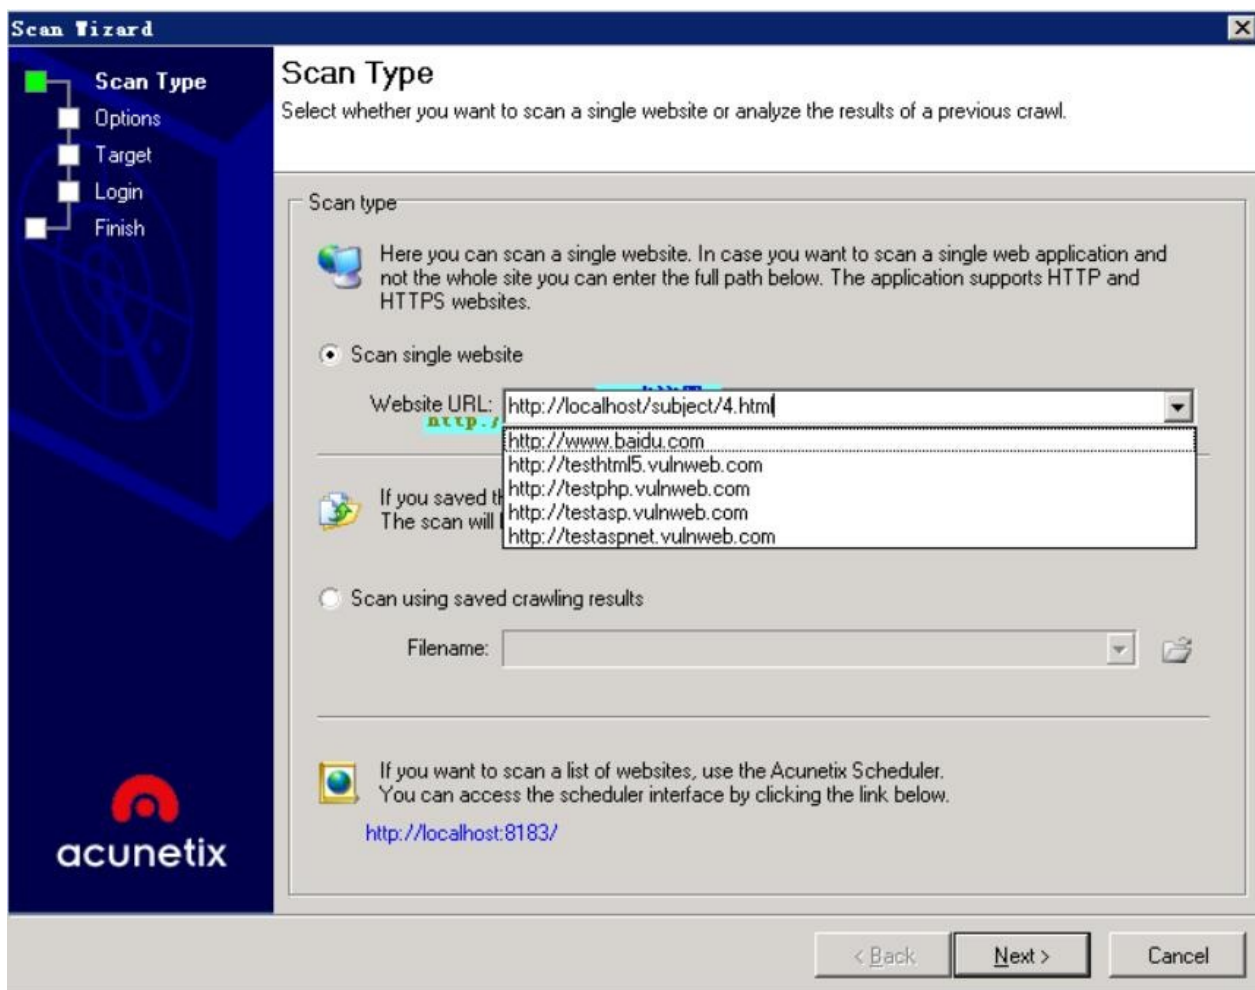 Scan Wizard
Scan Type
Options
Target
Login
Finish
acunetix
Scan Type
Select whether you want to scan a single website or analyze the results of a previous crawl.
Scan type
Here you can scan a single website. In case you want to scan a single web application and
not the whole site you can enter the full path below. The application supports HTTP and
HTTPS websites.
Scan single website
Website URL: http://localhost/subject/4.html
http:/
http://www.baidu.com
http://testhtml5.vulnweb.com
http://testphp.vulnweb.com
http://testasp.vulnweb.com
http://testaspnet.vulnweb.com
If you saved
The scan will
Scan using saved crawling results
Filename:
If you want to scan a list of websites, use the Acunetix Scheduler.
You can access the scheduler interface by clicking the link below.
http://localhost:8183/
< Back
Next >
Cancel